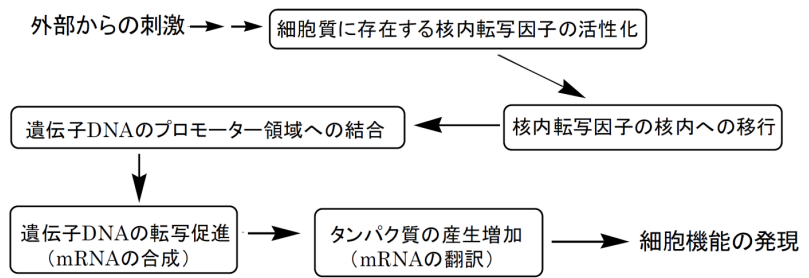 外部からの刺激
細胞質に存在する核内転写因子の活性化
核内転写因子の核内への移行
遺伝子DNAのプロモーター領域への結合
遺伝子DNAの転写促進
（mRNAの合成）
タンパク質の産生増加
（mRNAの翻訳）
細胞機能の発現